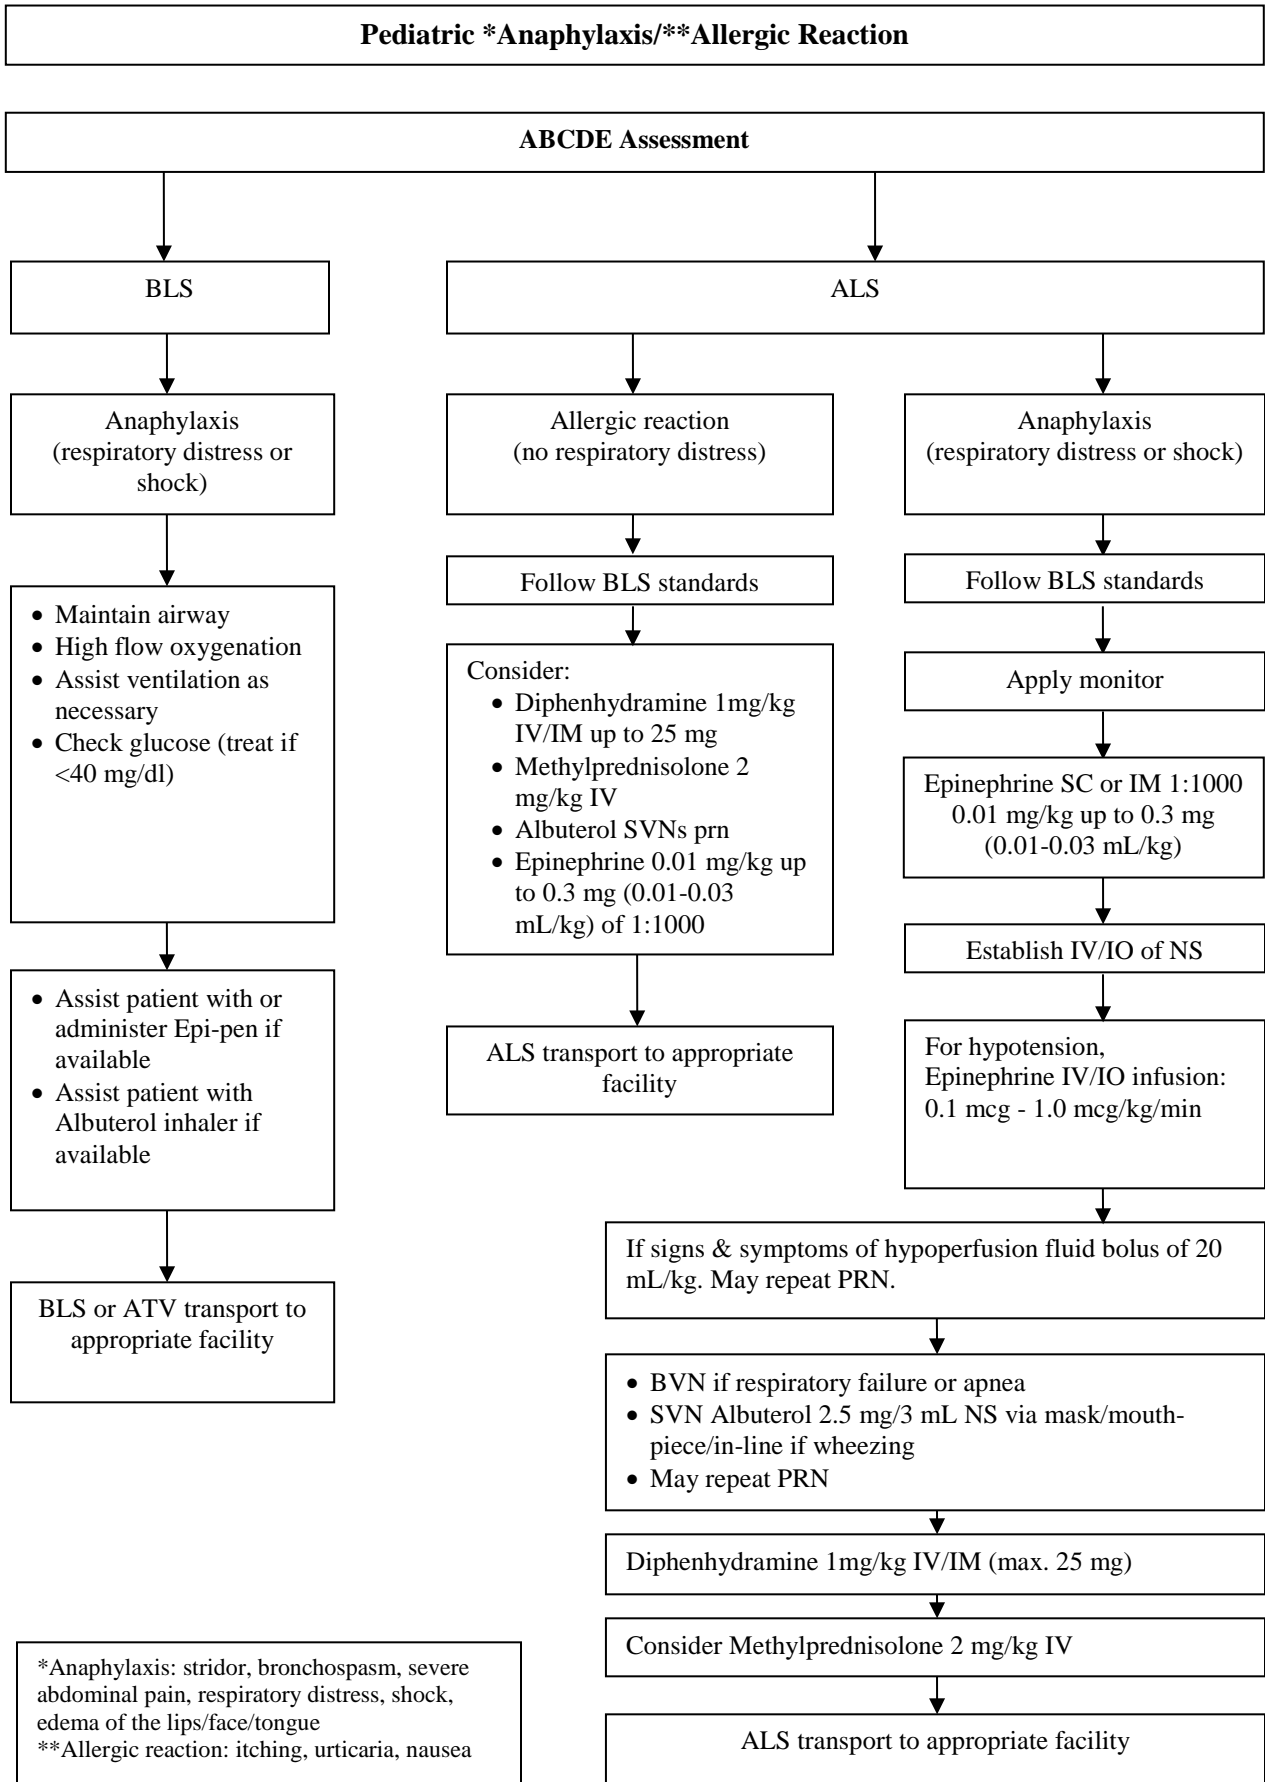 Pediatric *Anaphylaxis/**Allergic Reaction
ABCDE Assessment
BLS
Anaphylaxis
(respiratory distress or
shock)
• Maintain airway
• High flow oxygenation
• Assist ventilation as
necessary
• Check glucose (treat if
<40 mg/dl)
• Assist patient with or
administer Epi-pen if
available
• Assist patient with
Albuterol inhaler if
available
BLS or ATV transport to
appropriate facility
ALS
Allergic reaction
(no respiratory distress)
Follow BLS standards
Consider:
• Diphenhydramine 1mg/kg
IV/IM up to 25 mg
• Methylprednisolone 2
mg/kg IV
• Albuterol SVNs prn
• Epinephrine 0.01 mg/kg up
to 0.3 mg (0.01-0.03
mL/kg) of 1:1000
ALS transport to appropriate
facility
Anaphylaxis
(respiratory distress or shock)
Follow BLS standards
Apply monitor
Epinephrine SC or IM 1:1000
0.01 mg/kg up to 0.3 mg
(0.01-0.03 mL/kg)
Establish IV/IO of NS
For hypotension,
Epinephrine IV/IO infusion:
0.1 mcg - 1.0 mcg/kg/min
If signs & symptoms of hypoperfusion fluid bolus of 20
mL/kg. May repeat PRN.
• BVN if respiratory failure or apnea
• SVN Albuterol 2.5 mg/3 mL NS via mask/mouth-
piece/in-line if wheezing
• May repeat PRN
Diphenhydramine 1mg/kg IV/IM (max. 25 mg)
Consider Methylprednisolone 2 mg/kg IV
ALS transport to appropriate facility
*Anaphylaxis: stridor, bronchospasm, severe
abdominal pain, respiratory distress, shock,
edema of the lips/face/tongue
**Allergic reaction: itching, urticaria, nausea